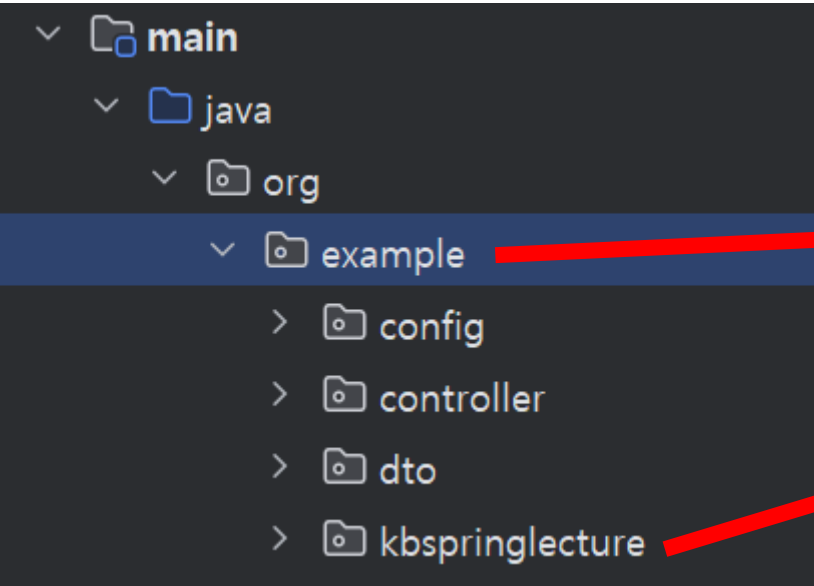 main
java
org
example
config
controller
dto
kbspringlecture